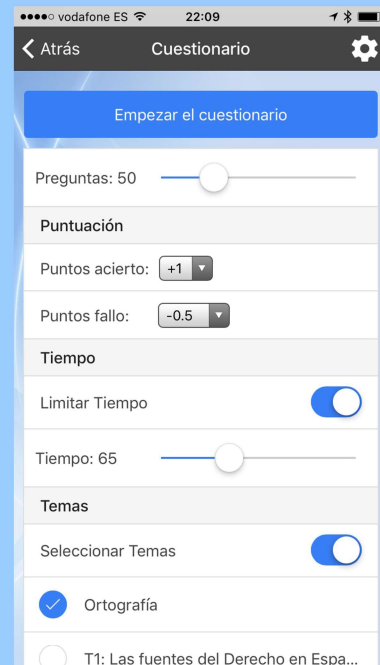 vodafone ES 22:09
Atrás Cuestionario
Empezar el cuestionario
Preguntas: 50
Puntuación
Puntos acierto: +1
Puntos fallo: -0.5
Tiempo
Limitar Tiempo
Tiempo: 65
Temas
Seleccionar Temas
Ortografía
T1: Las fuentes del Derecho en Espa...